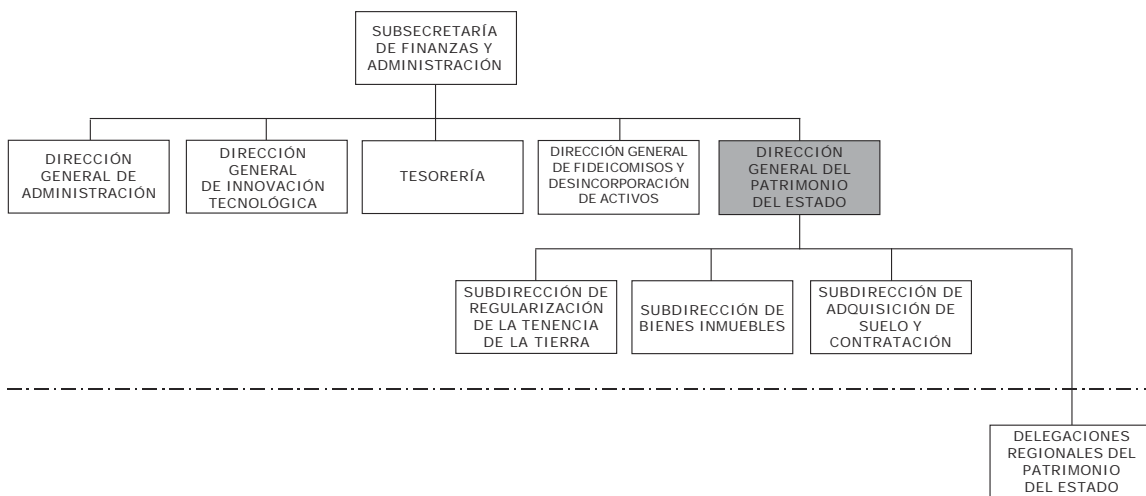 SUBSECRETARÍA
DE FINANZAS Y
ADMINISTRACIÓN
DIRECCIÓN
GENERAL DE
ADMINISTRACIÓN
DIRECCIÓN
GENERAL
DE INNOVACIÓN
TECNOLÓGICA
TESORERÍA
DIRECCIÓN GENERAL
DE FIDEICOMISOS Y
DESINCORPORACIÓN
DE ACTIVOS
DIRECCIÓN
GENERAL DEL
PATRIMONIO
DEL ESTADO
SUBDIRECCIÓN DE
REGULARIZACIÓN
DE LA TENENCIA
DE LA TIERRA
SUBDIRECCIÓN DE
BIENES INMUEBLES
SUBDIRECCIÓN DE
ADQUISICIÓN DE
SUELO Y
CONTRATACIÓN
DELEGACIONES
REGIONALES DEL
PATRIMONIO
DEL ESTADO